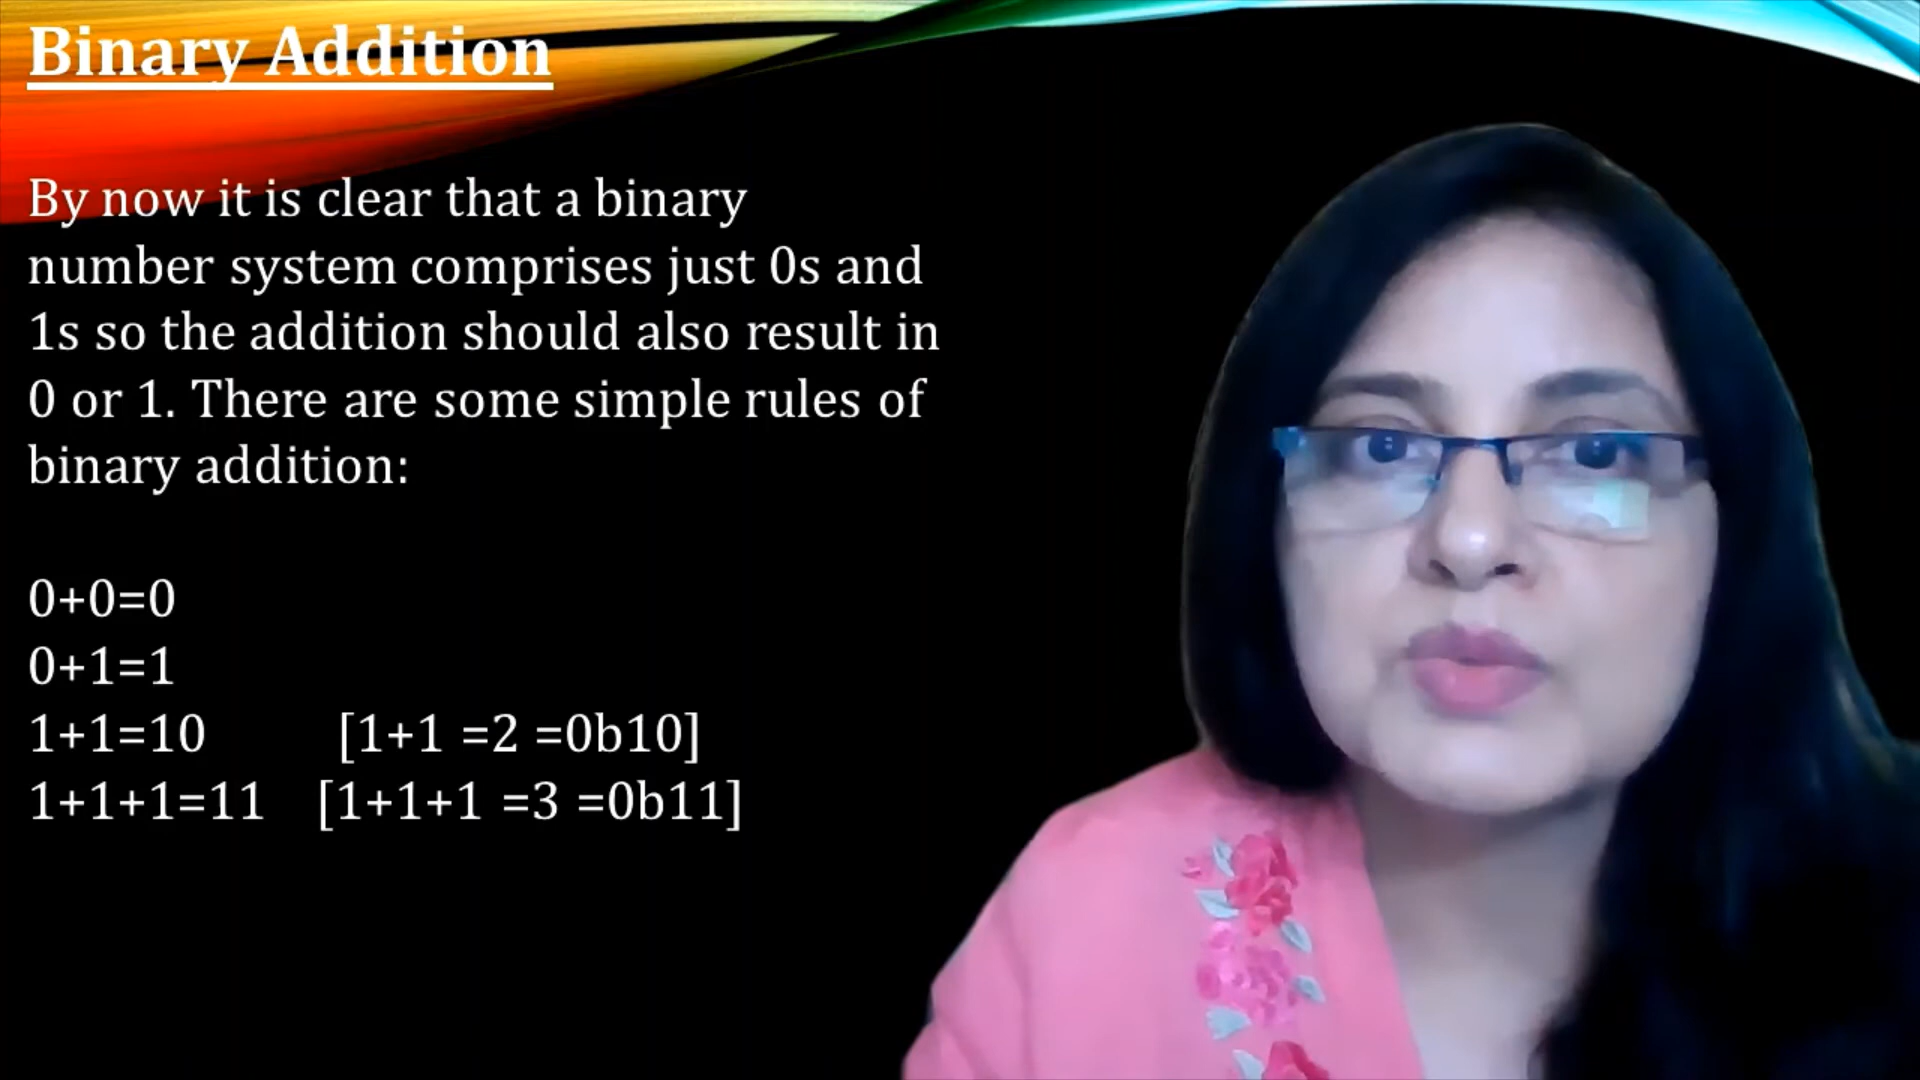 Binary Addition
By now it is clear that a binary
number system comprises just 0s and
1s so the addition should also result in
0 or 1. There are some simple rules of
binary addition:
0+0=0
0+1=1
1+1=10 [1+1 =2 =0b10]
1+1+1=11 [1+1+1 =3 =0b11]